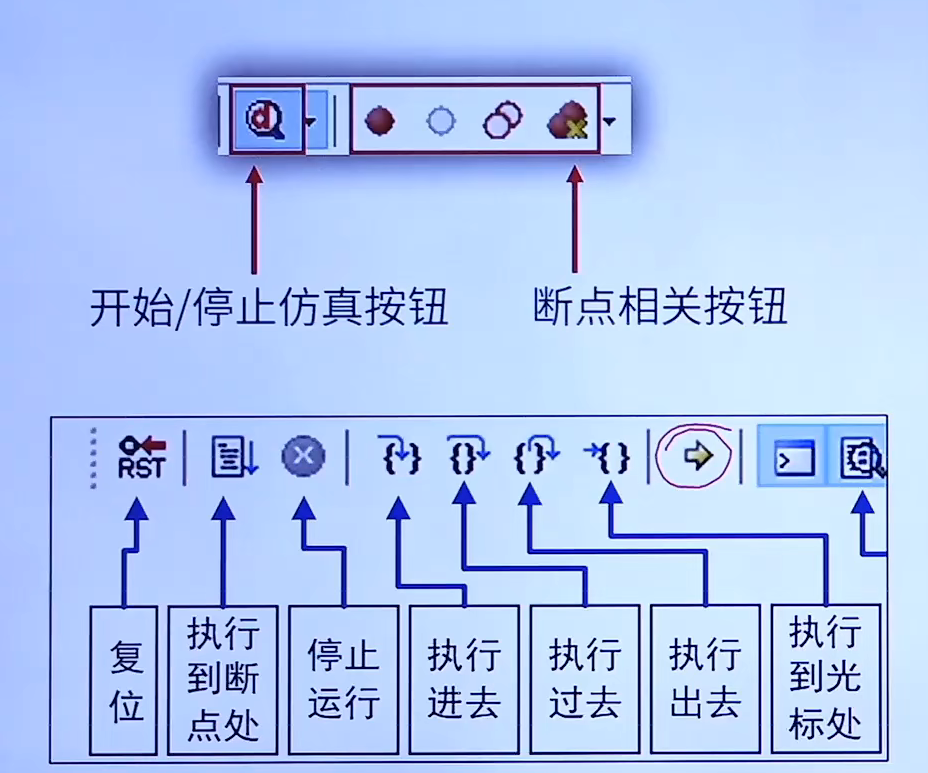 d
开始/停止仿真按钮
断点相关按钮
RST
{} {} {} {}
复位
执行到断点处
停止运行
执行进去
执行过去
执行出去
执行到光标处